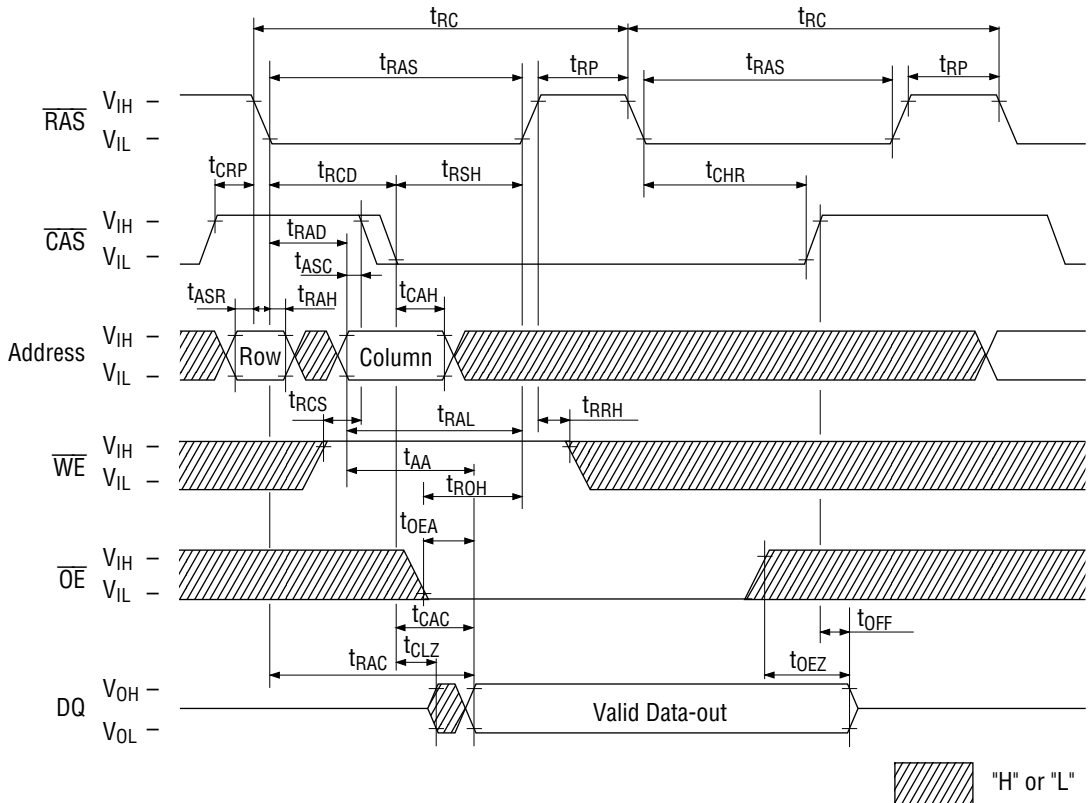 tRC tRC
tRAS tRP tRAS tRP
RAS VIH
VIL
tCRP tRCD tRSH tCHR
CAS VIH
VIL
tRAD
tASC
tASR tRAH tCAH
Address VIH
VIL
Row Column
tRCS tRAL tRRH
WE VIH
VIL
tAA
tROH
tOEA
OE VIH
VIL
tCAC tOFF
tRAC tCLZ tOEZ
DQ VOH
VOL
Valid Data-out
"H" or "L"